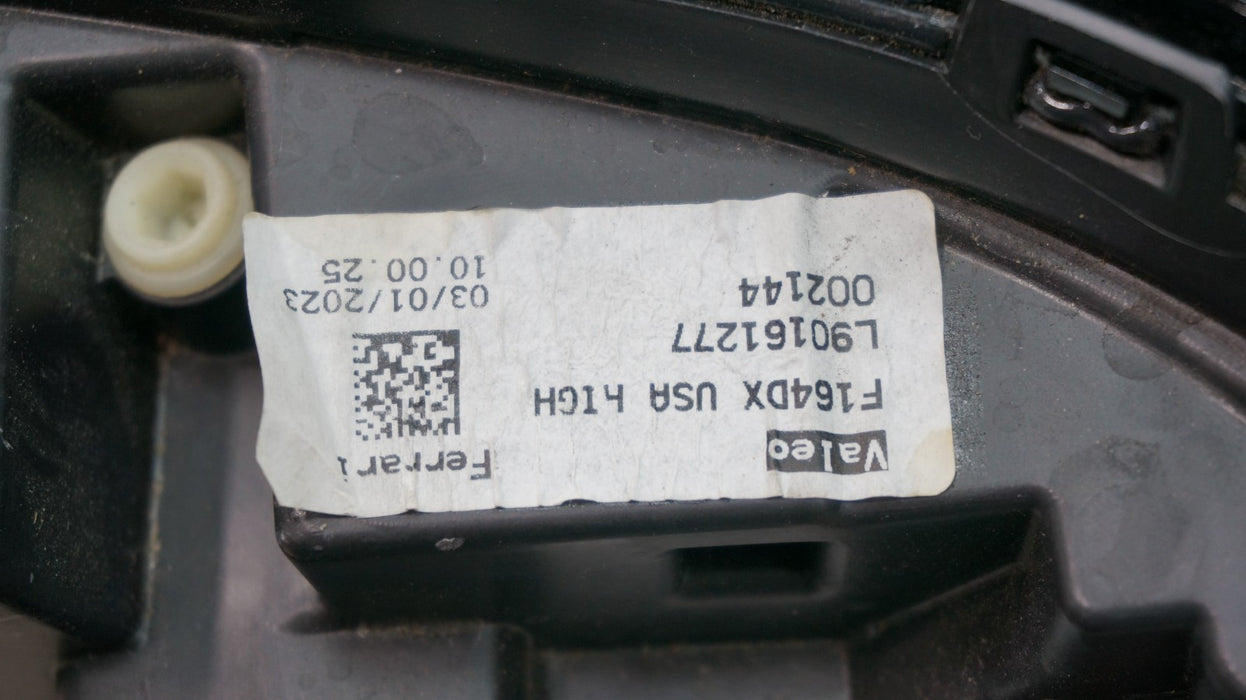 Valeo
Ferrari
F164DX USA hIGH
L90161277
002144
03/01/2023
10.00.25